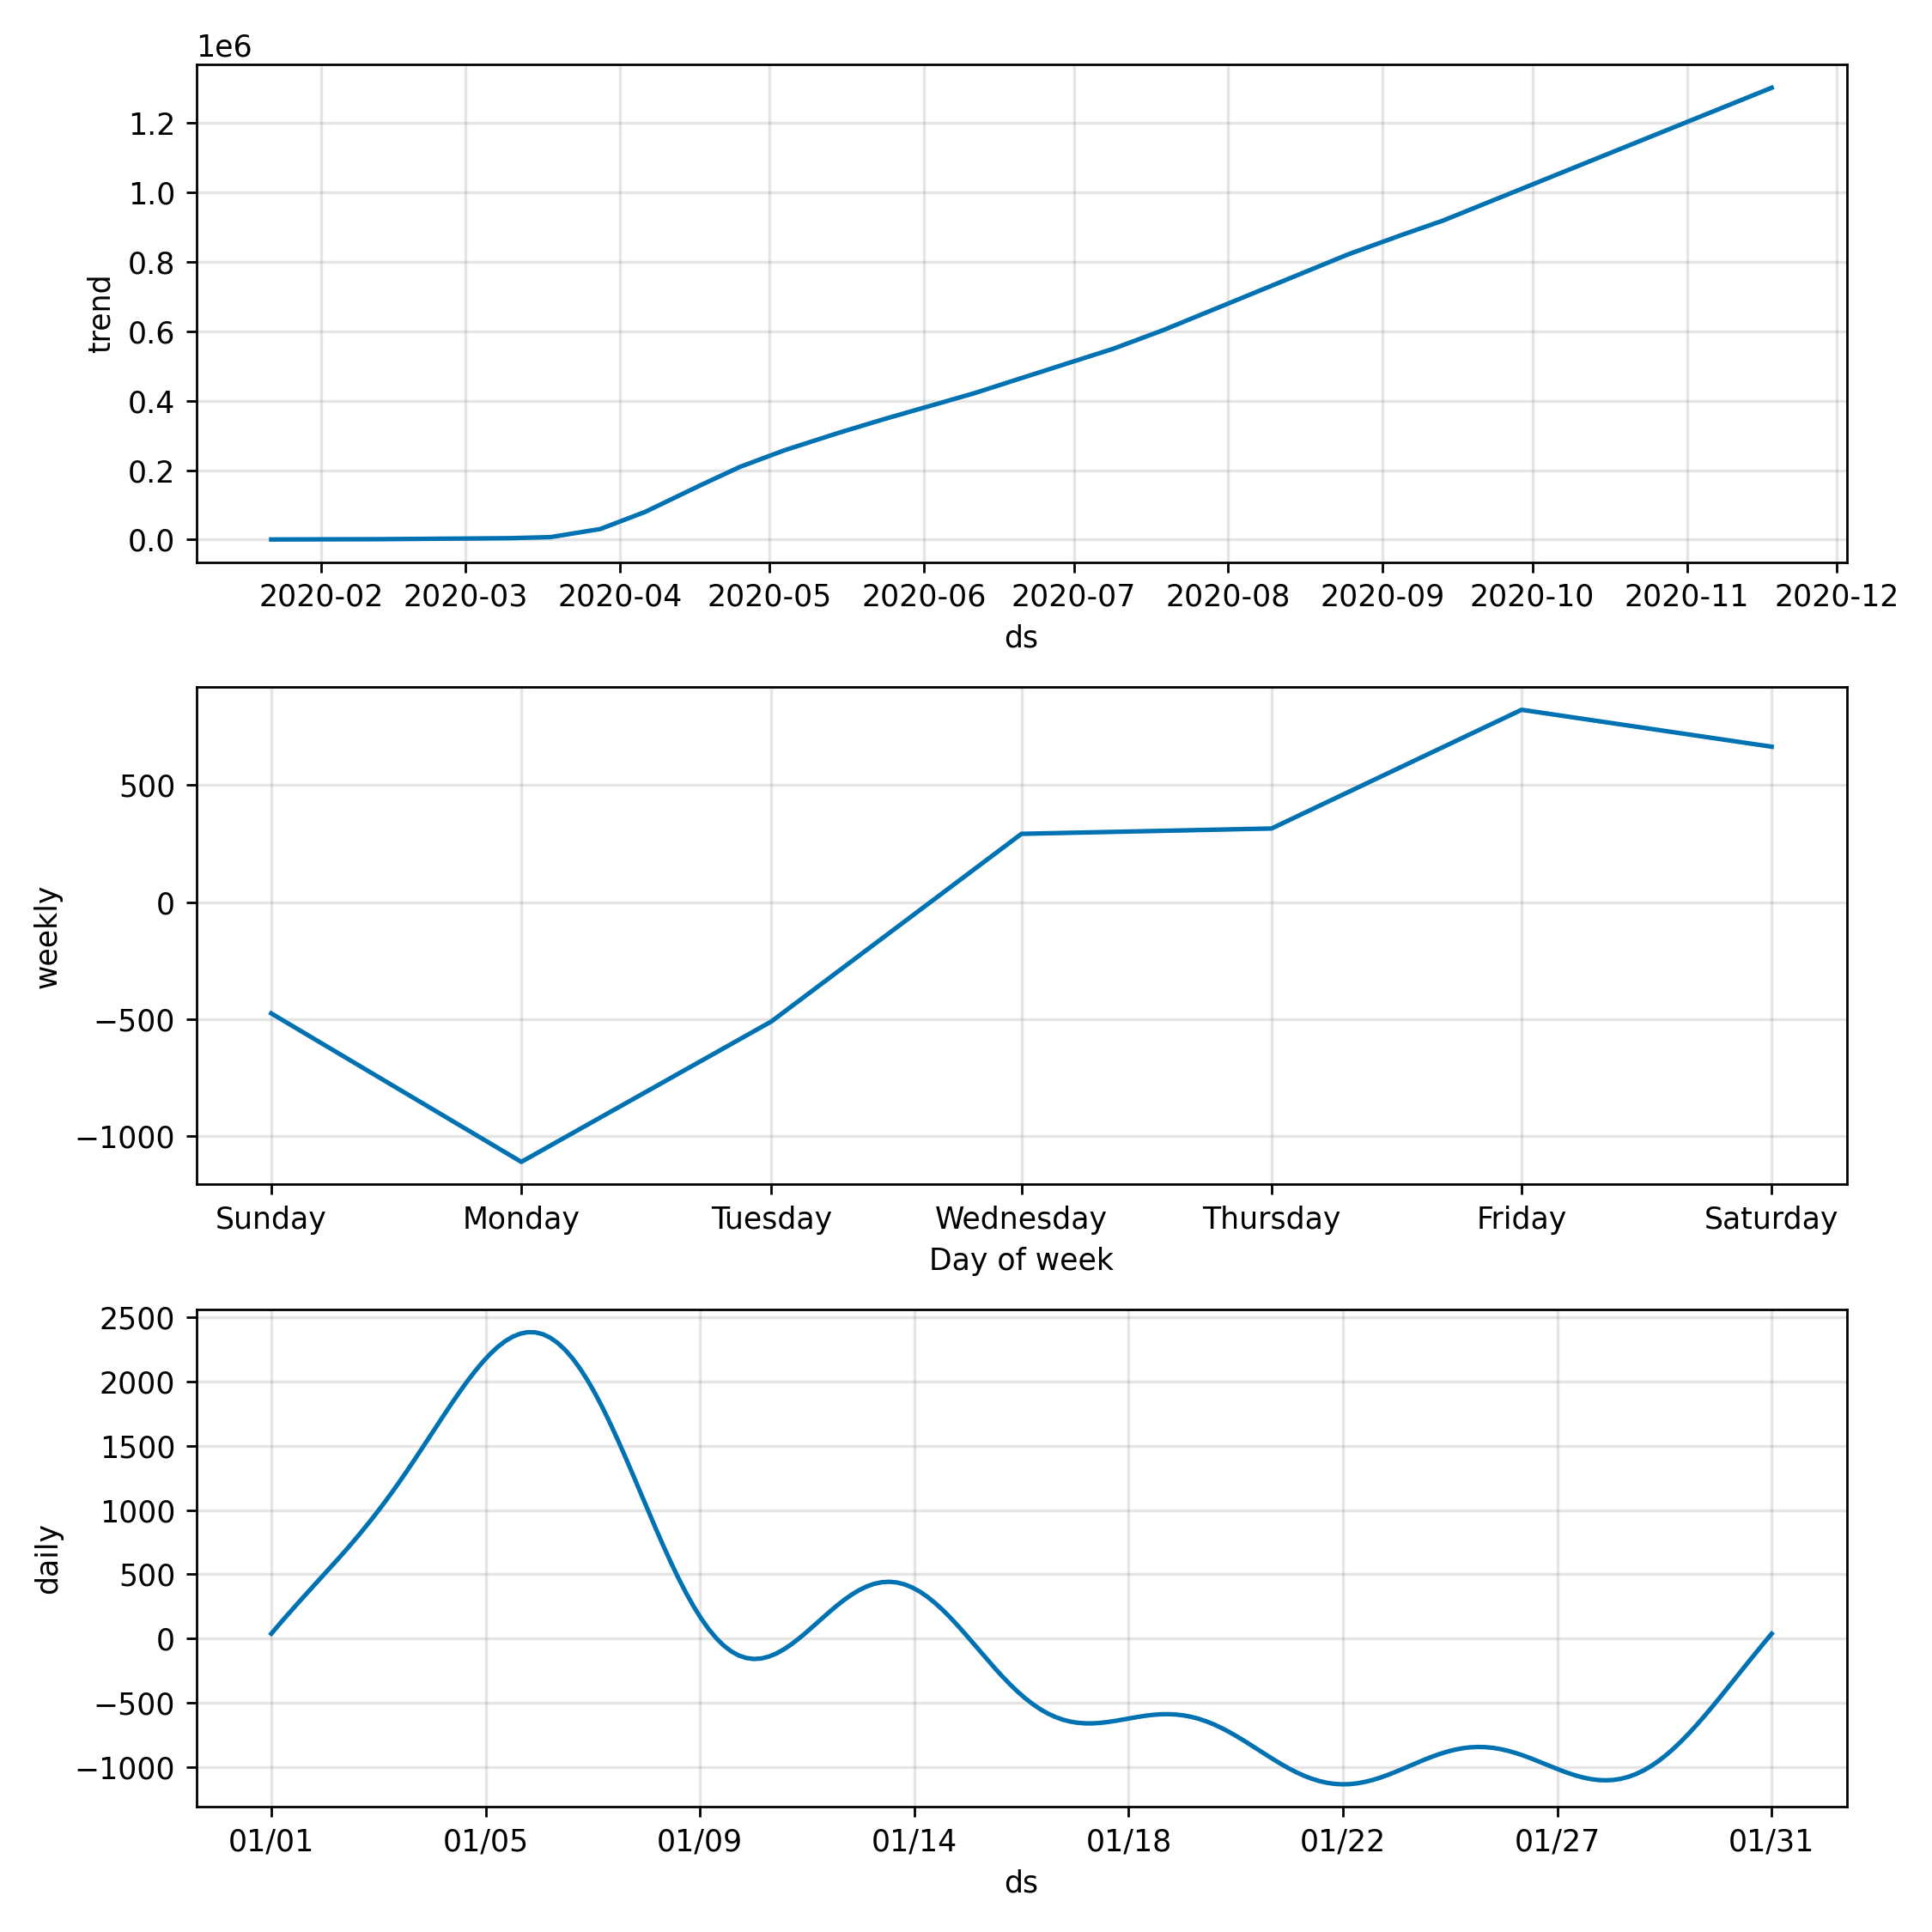 1e6
1.2
1.0
0.8
0.6
0.4
0.2
0.0
trend
2020-02 2020-03 2020-04 2020-05 2020-06 2020-07 2020-08 2020-09 2020-10 2020-11 2020-12
ds
500
0
−500
−1000
weekly
Sunday Monday Tuesday Wednesday Thursday Friday Saturday
Day of week
2500
2000
1500
1000
500
0
−500
−1000
daily
01/01 01/05 01/09 01/14 01/18 01/22 01/27 01/31
ds